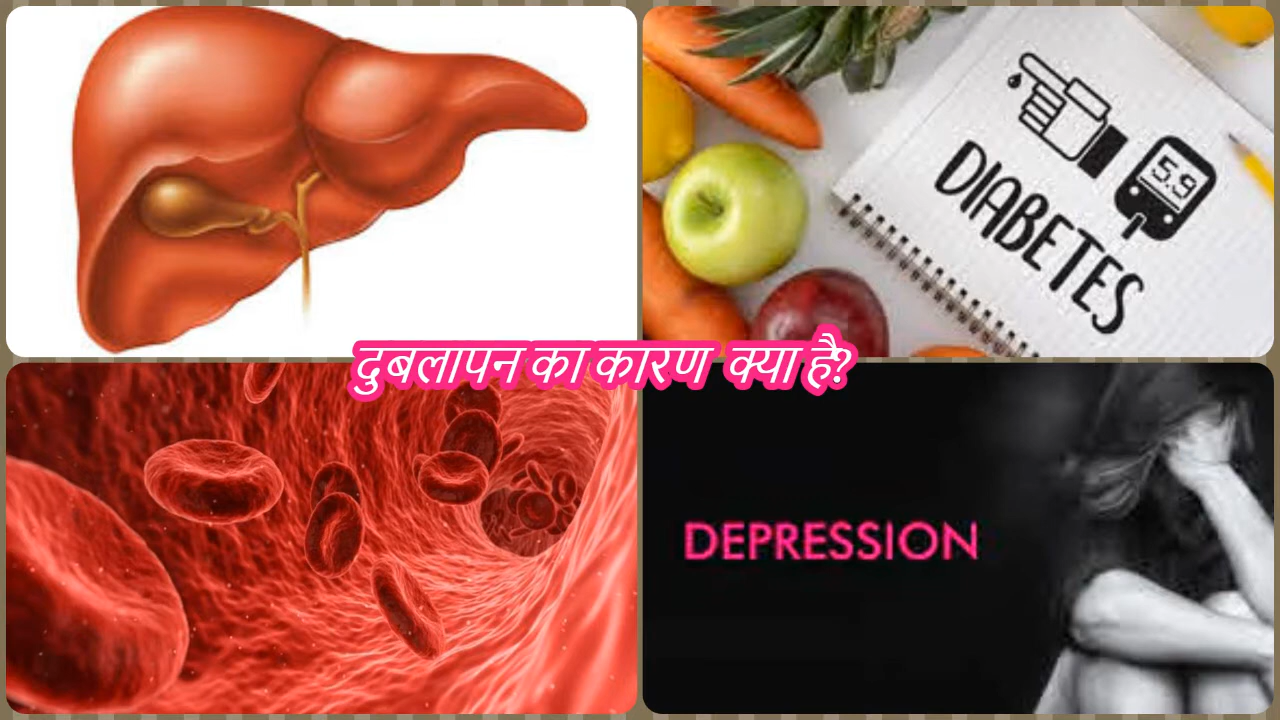 5.9
DIABETES
दुबलापन का कारण क्या है?
DEPRESSION